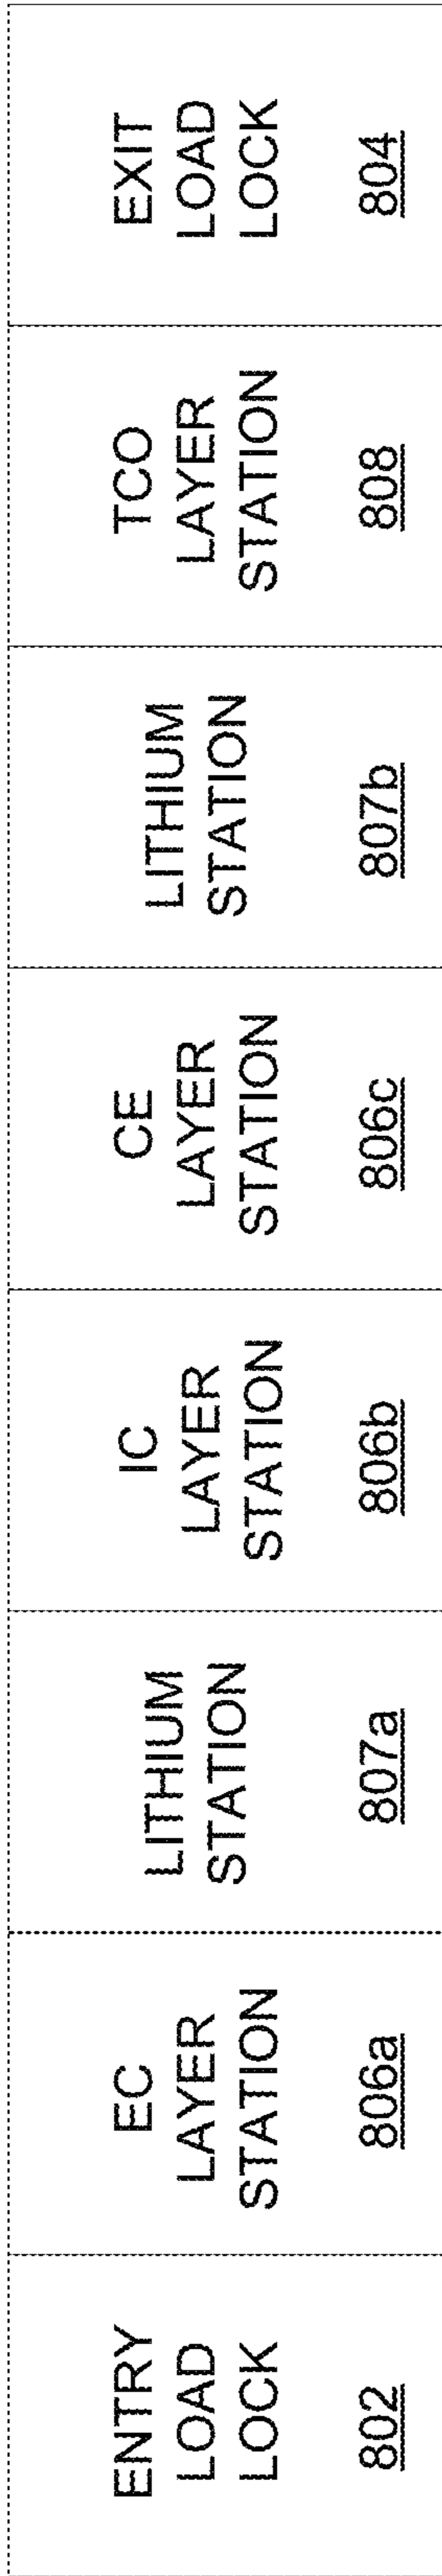 ENTRY
LOAD
LOCK
802
EC
LAYER
STATION
806a
LITHIUM
STATION
807a
IC
LAYER
STATION
806b
CE
LAYER
STATION
806c
LITHIUM
STATION
807b
TCO
LAYER
STATION
808
EXIT
LOAD
LOCK
804